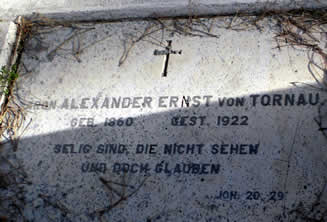 ALEXANDER ERNST VON TORNAU
GEB. 1860 GEST. 1922
SELIG SIND, DIE NICHT SEHEN
UND DOCH GLAUBEN
JOH. 20, 29